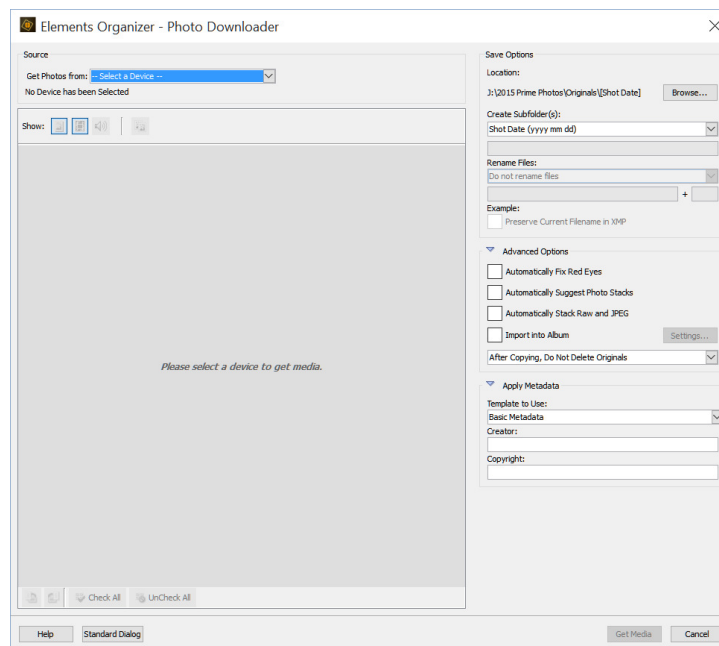 Elements Organizer - Photo Downloader
Source
Get Photos from: -- Select a Device --
No Device has been Selected
Show:
Please select a device to get media.
Check All UnCheck All
Save Options
Location:
J:\2015 Prime Photos\Originals\[Shot Date] Browse...
Create Subfolder(s):
Shot Date (yyyy mm dd)
Rename Files:
Do not rename files
+
Example:
Preserve Current Filename in XMP
Advanced Options
Automatically Fix Red Eyes
Automatically Suggest Photo Stacks
Automatically Stack Raw and JPEG
Import into Album Settings...
After Copying, Do Not Delete Originals
Apply Metadata
Template to Use:
Basic Metadata
Creator:
Copyright:
Help Standard Dialog Get Media Cancel